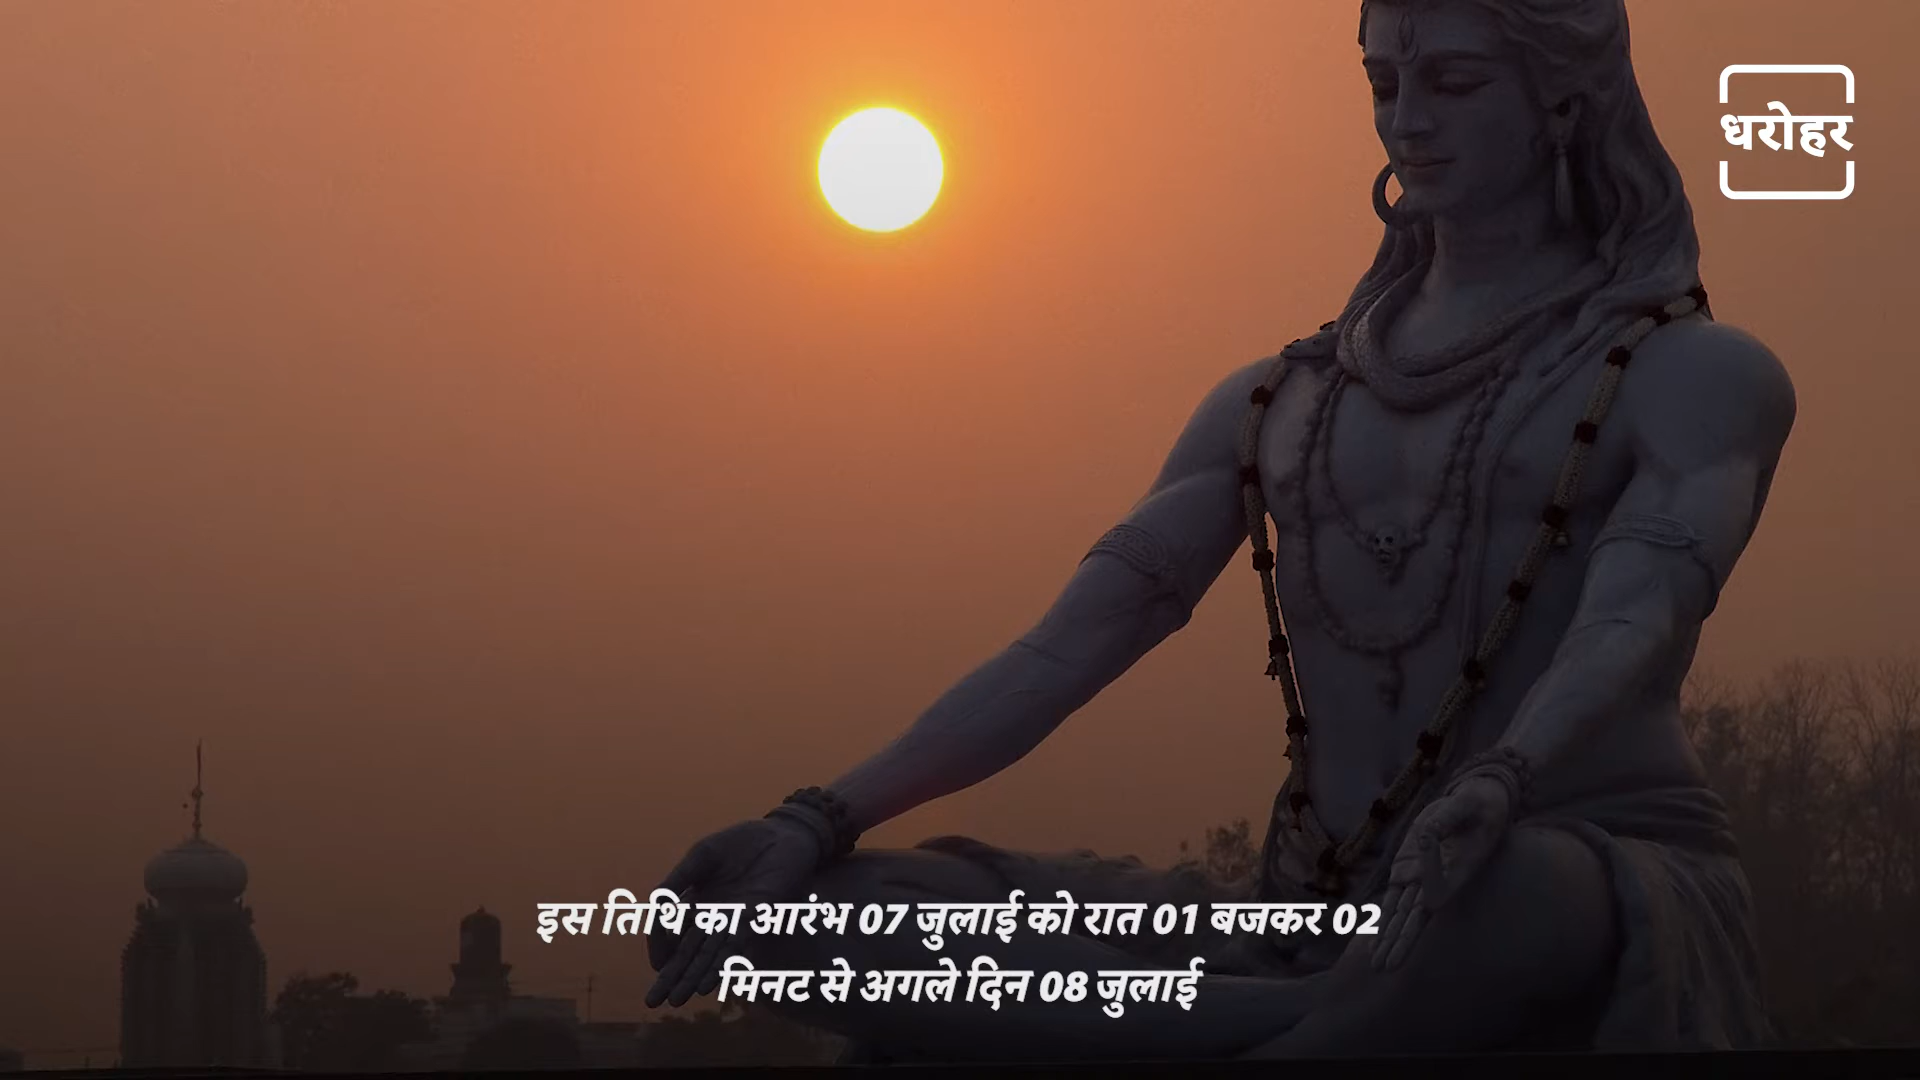 धरोहर
इस तिथि का आरंभ 07 जुलाई को रात 01 बजकर 02
मिनट से अगले दिन 08 जुलाई